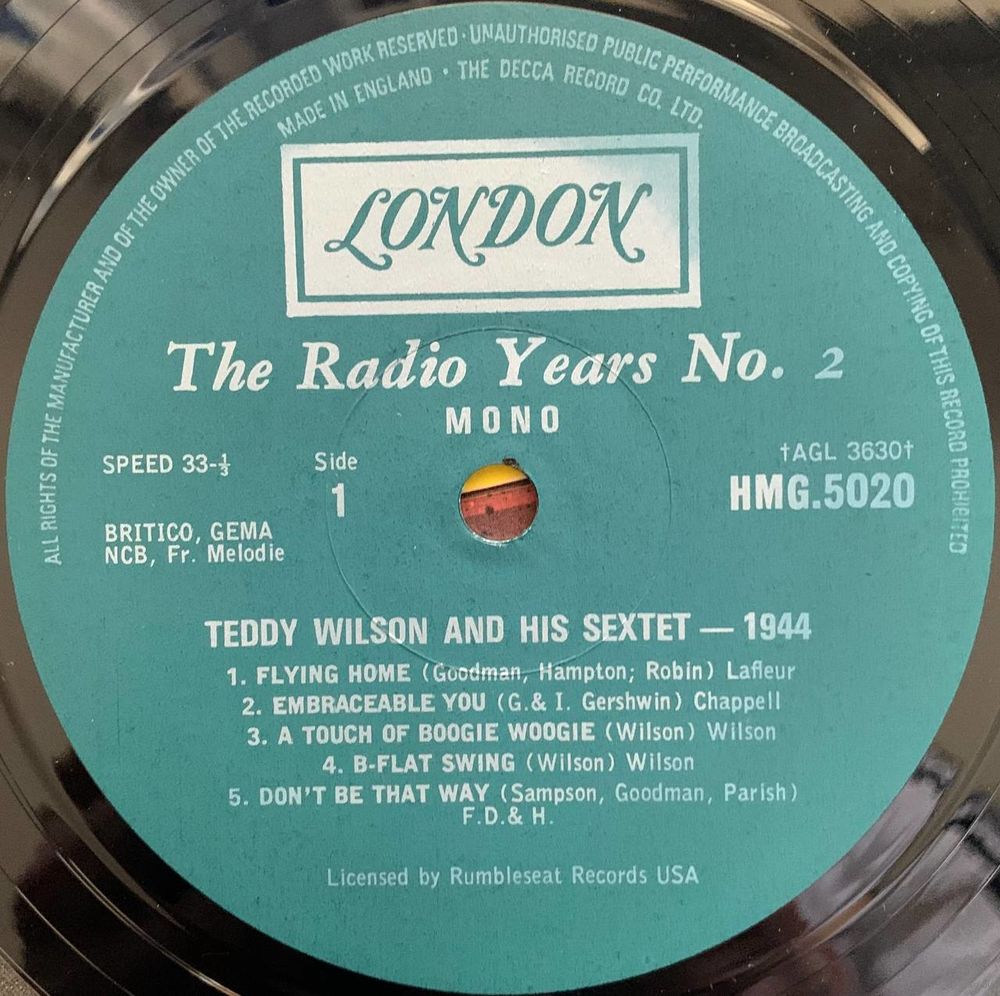 ALL RIGHTS OF THE MANUFACTURER AND OF THE OWNER OF THE RECORDED WORK RESERVED · UNAUTHORISED PUBLIC PERFORMANCE BROADCASTING AND COPYING OF THIS RECORD PROHIBITED
MADE IN ENGLAND · THE DECCA RECORD CO. LTD.
LONDON
The Radio Years No. 2
MONO
SPEED 33-⅓
Side
†AGL 3630†
1
HMG.5020
BRITICO, GEMA
NCB, Fr. Melodie
TEDDY WILSON AND HIS SEXTET — 1944
1. FLYING HOME (Goodman, Hampton; Robin) Lafleur
2. EMBRACEABLE YOU (G.& I. Gershwin) Chappell
3. A TOUCH OF BOOGIE WOOGIE (Wilson) Wilson
4. B-FLAT SWING (Wilson) Wilson
5. DON'T BE THAT WAY (Sampson, Goodman, Parish)
F.D.& H.
Licensed by Rumbleseat Records USA